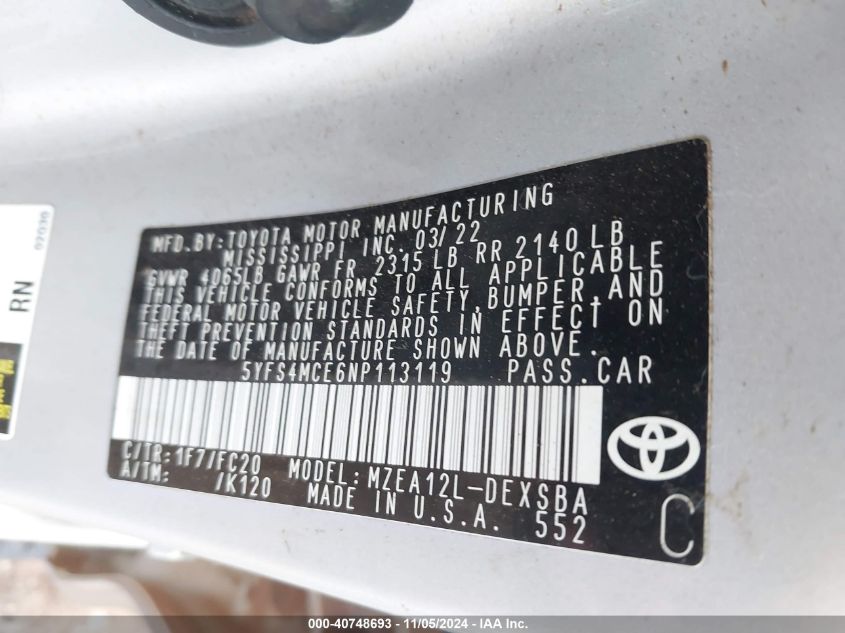 02030
RN
MFD. BY: TOYOTA MOTOR MANUFACTURING
MISSISSIPPI INC. 03/22
GVWR 4065LB GAWR FR 2315 LB RR 2140 LB
THIS VEHICLE CONFORMS TO ALL APPLICABLE
FEDERAL MOTOR VEHICLE SAFETY, BUMPER, AND
THEFT PREVENTION STANDARDS IN EFFECT ON
THE DATE OF MANUFACTURE SHOWN ABOVE.
5YFS4MCE6NP113119 PASS. CAR
C/TR: 1F7/FC20 MODEL: MZEA12L-DEXSBA
A/TM: /K120 MADE IN U.S.A. 552
C
000-40748693 - 11/05/2024 - IAA Inc.